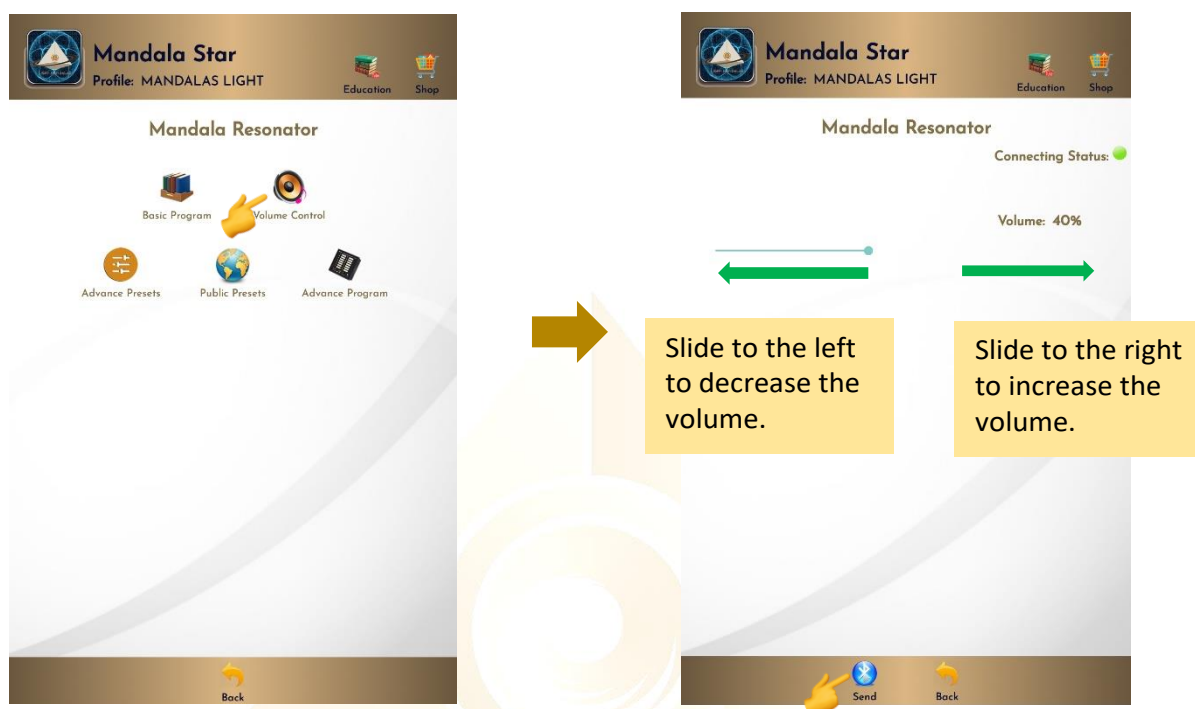 Mandala Star
Profile: MANDALAS LIGHT
Education
Shop
Mandala Resonator
Basic Program
Volume Control
Advance Presets
Public Presets
Advance Program
Back
Mandala Star
Profile: MANDALAS LIGHT
Education
Shop
Mandala Resonator
Connecting Status:
Volume: 40%
Slide to the left
to decrease the
volume.
Slide to the right
to increase the
volume.
Send
Back